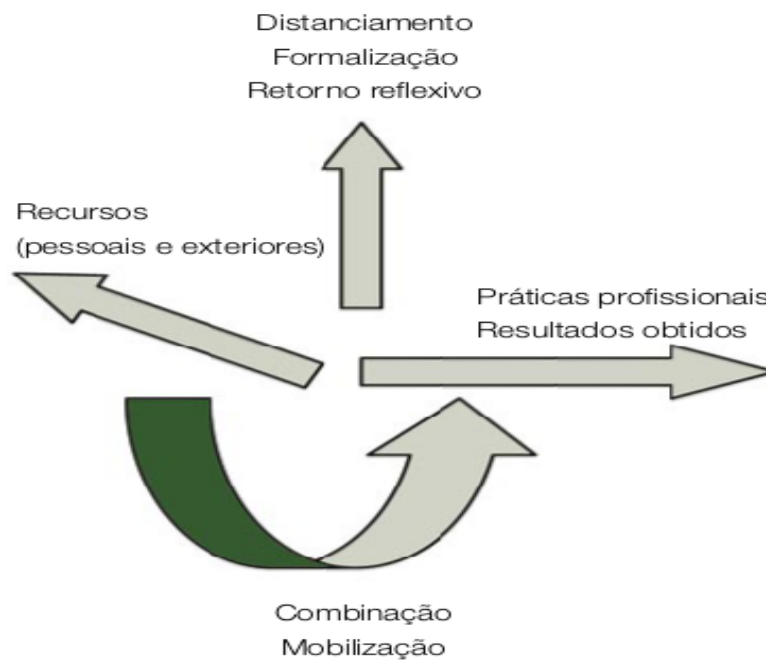 Distanciamento
Formalização
Retorno reflexivo
Recursos
(pessoais e exteriores)
Práticas profissionais
Resultados obtidos
Combinação
Mobilização